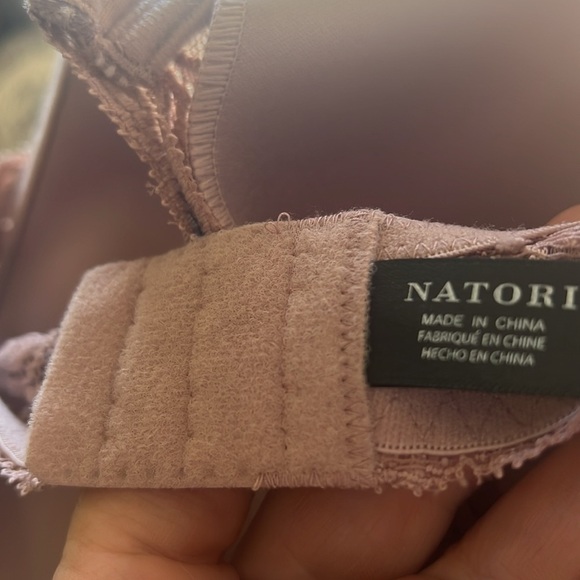 NATORI
MADE IN CHINA
FABRIQUÉ EN CHINE
HECHO EN CHINA